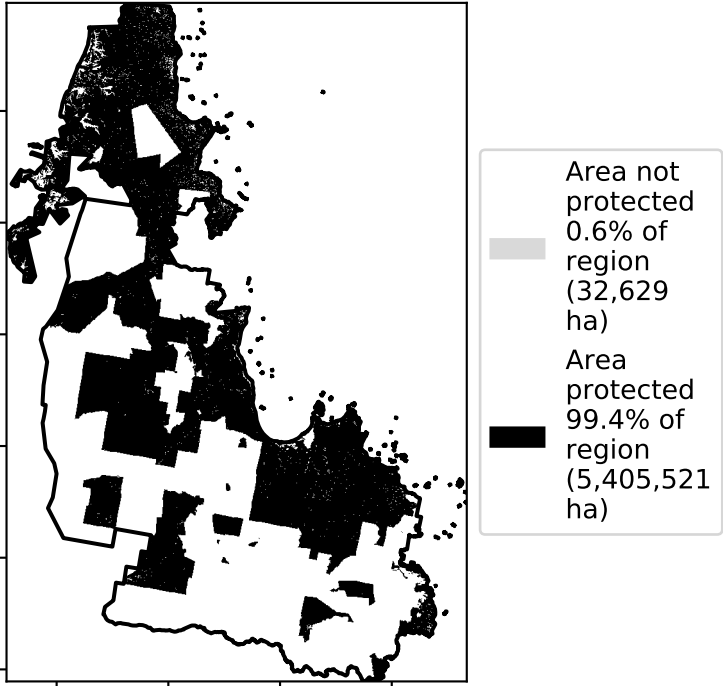 Area not
protected
0.6% of
region
(32,629
ha)
Area
protected
99.4% of
region
(5,405,521
ha)